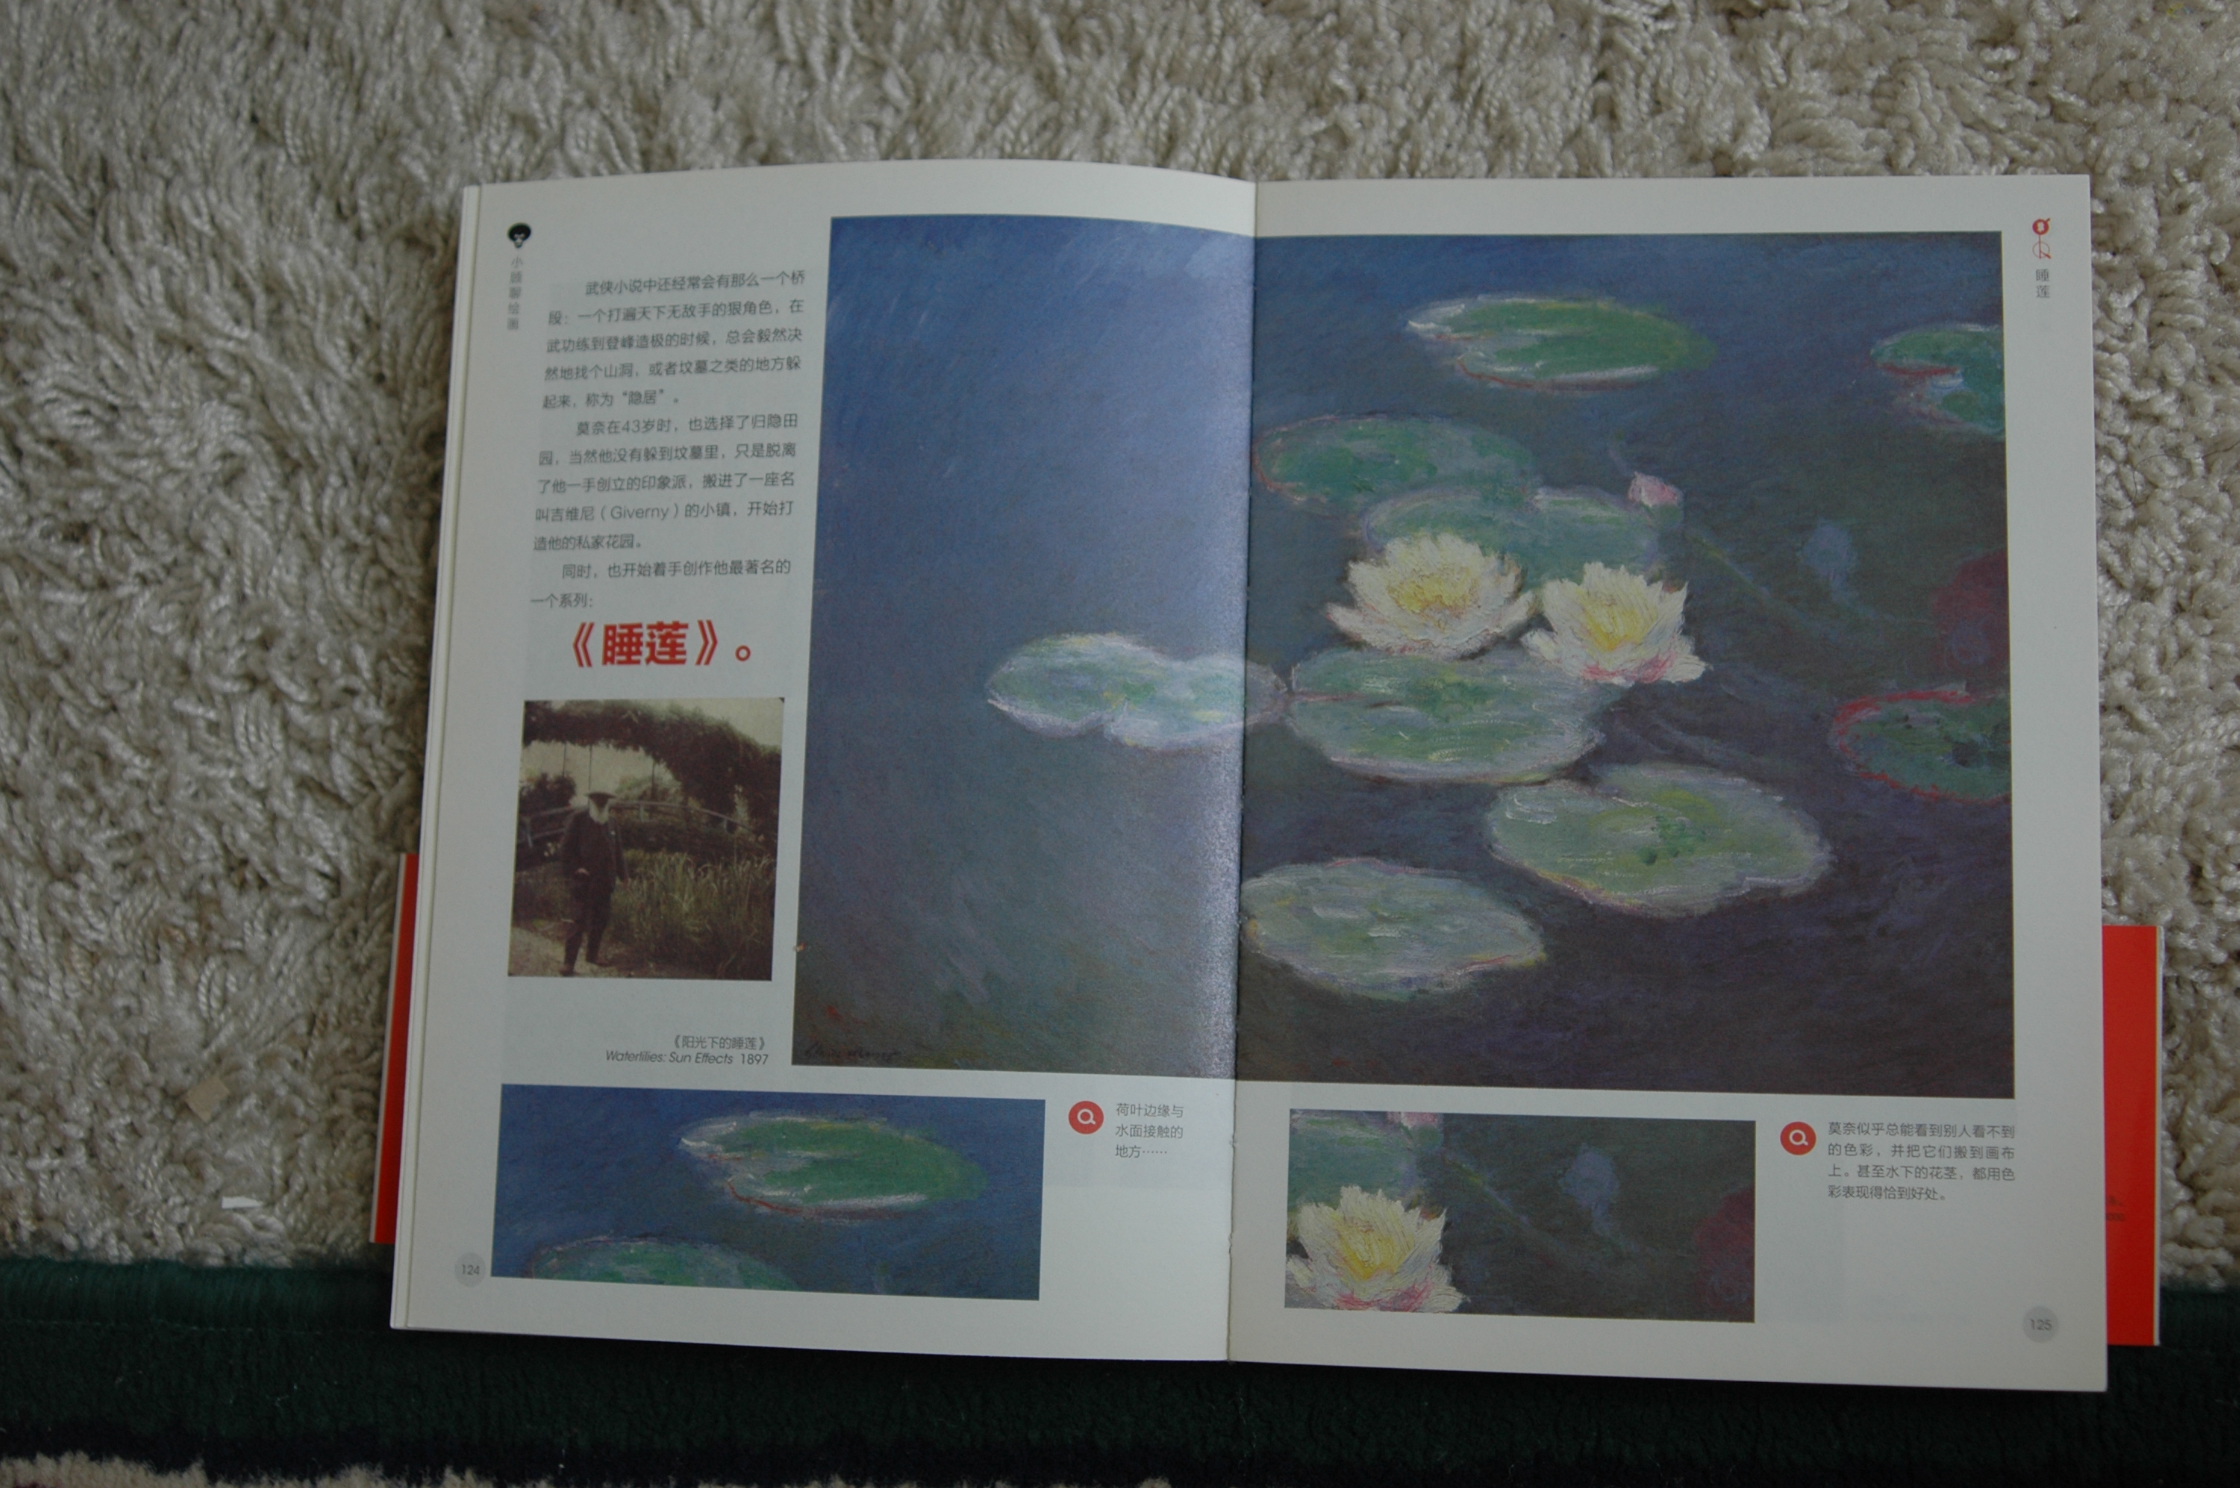 小顾聊绘画
武侠小说中还经常会有那么一个桥
段：一个打遍天下无敌手的狠角色，在
武功练到登峰造极的时候，总会毅然决
然地找个山洞，或者坟墓之类的地方躲
起来，称为“隐居”。
莫奈在43岁时，也选择了归隐田
园，当然他没有躲到坟墓里，只是脱离
了他一手创立的印象派，搬进了一座名
叫吉维尼（Giverny）的小镇，开始打
造他的私家花园。
同时，也开始着手创作他最著名的
一个系列：
《睡莲》。
《阳光下的睡莲》
Waterlilies: Sun Effects 1897
荷叶边缘与
水面接触的
地方……
124
睡莲
莫奈似乎总能看到别人看不到
的色彩，并把它们搬到画布
上。甚至水下的花茎，都用色
彩表现得恰到好处。
125